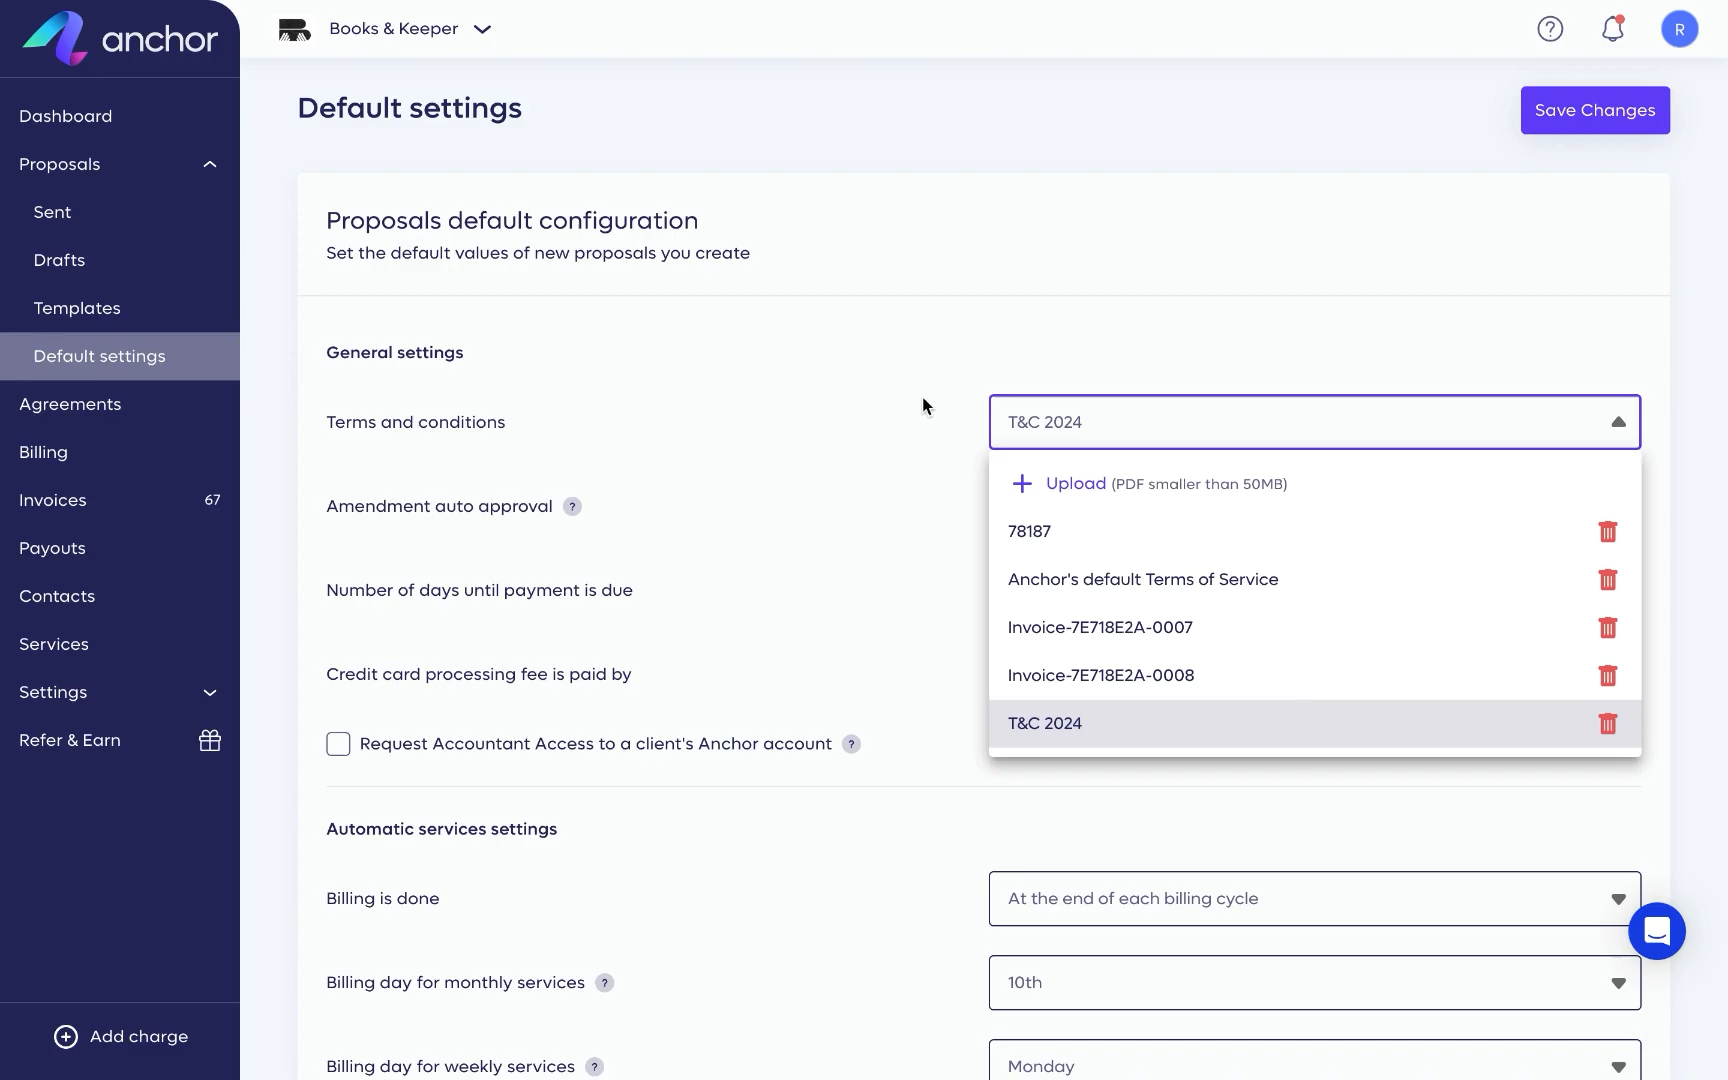 anchor
Books & Keeper
?
R
Dashboard
Proposals
Sent
Drafts
Templates
Default settings
Agreements
Billing
Invoices 67
Payouts
Contacts
Services
Settings
Refer & Earn
Add charge
Default settings
Save Changes
Proposals default configuration
Set the default values of new proposals you create
General settings
Terms and conditions
T&C 2024
Upload (PDF smaller than 50MB)
78187
Anchor's default Terms of Service
Invoice-7E718E2A-0007
Invoice-7E718E2A-0008
T&C 2024
Amendment auto approval ?
Number of days until payment is due
Credit card processing fee is paid by
Request Accountant Access to a client's Anchor account ?
Automatic services settings
Billing is done
At the end of each billing cycle
Billing day for monthly services ?
10th
Billing day for weekly services ?
Monday